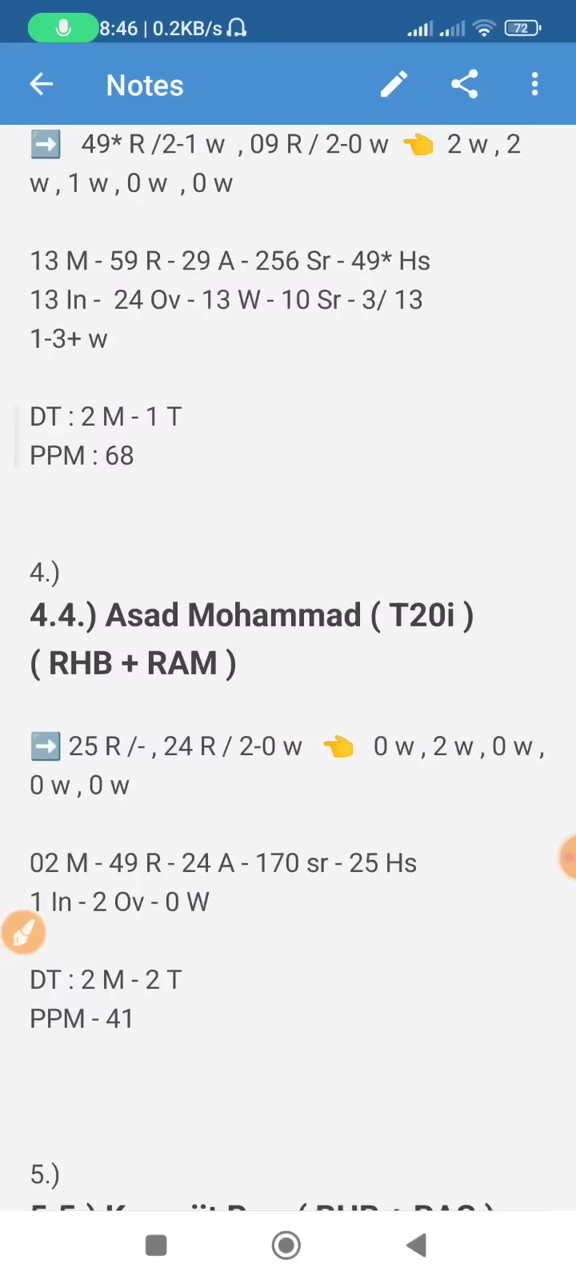 8:46 | 0.2KB/s
72
Notes
➡️ 49* R /2-1 w , 09 R / 2-0 w 👈 2 w , 2
w , 1 w , 0 w , 0 w
13 M - 59 R - 29 A - 256 Sr - 49* Hs
13 In - 24 Ov - 13 W - 10 Sr - 3/ 13
1-3+ w
DT : 2 M - 1 T
PPM : 68
4.)
4.4.) Asad Mohammad ( T20i )
( RHB + RAM )
➡️ 25 R /- , 24 R / 2-0 w 👈 0 w , 2 w , 0 w ,
0 w , 0 w
02 M - 49 R - 24 A - 170 sr - 25 Hs
1 In - 2 Ov - 0 W
DT : 2 M - 2 T
PPM - 41
5.)